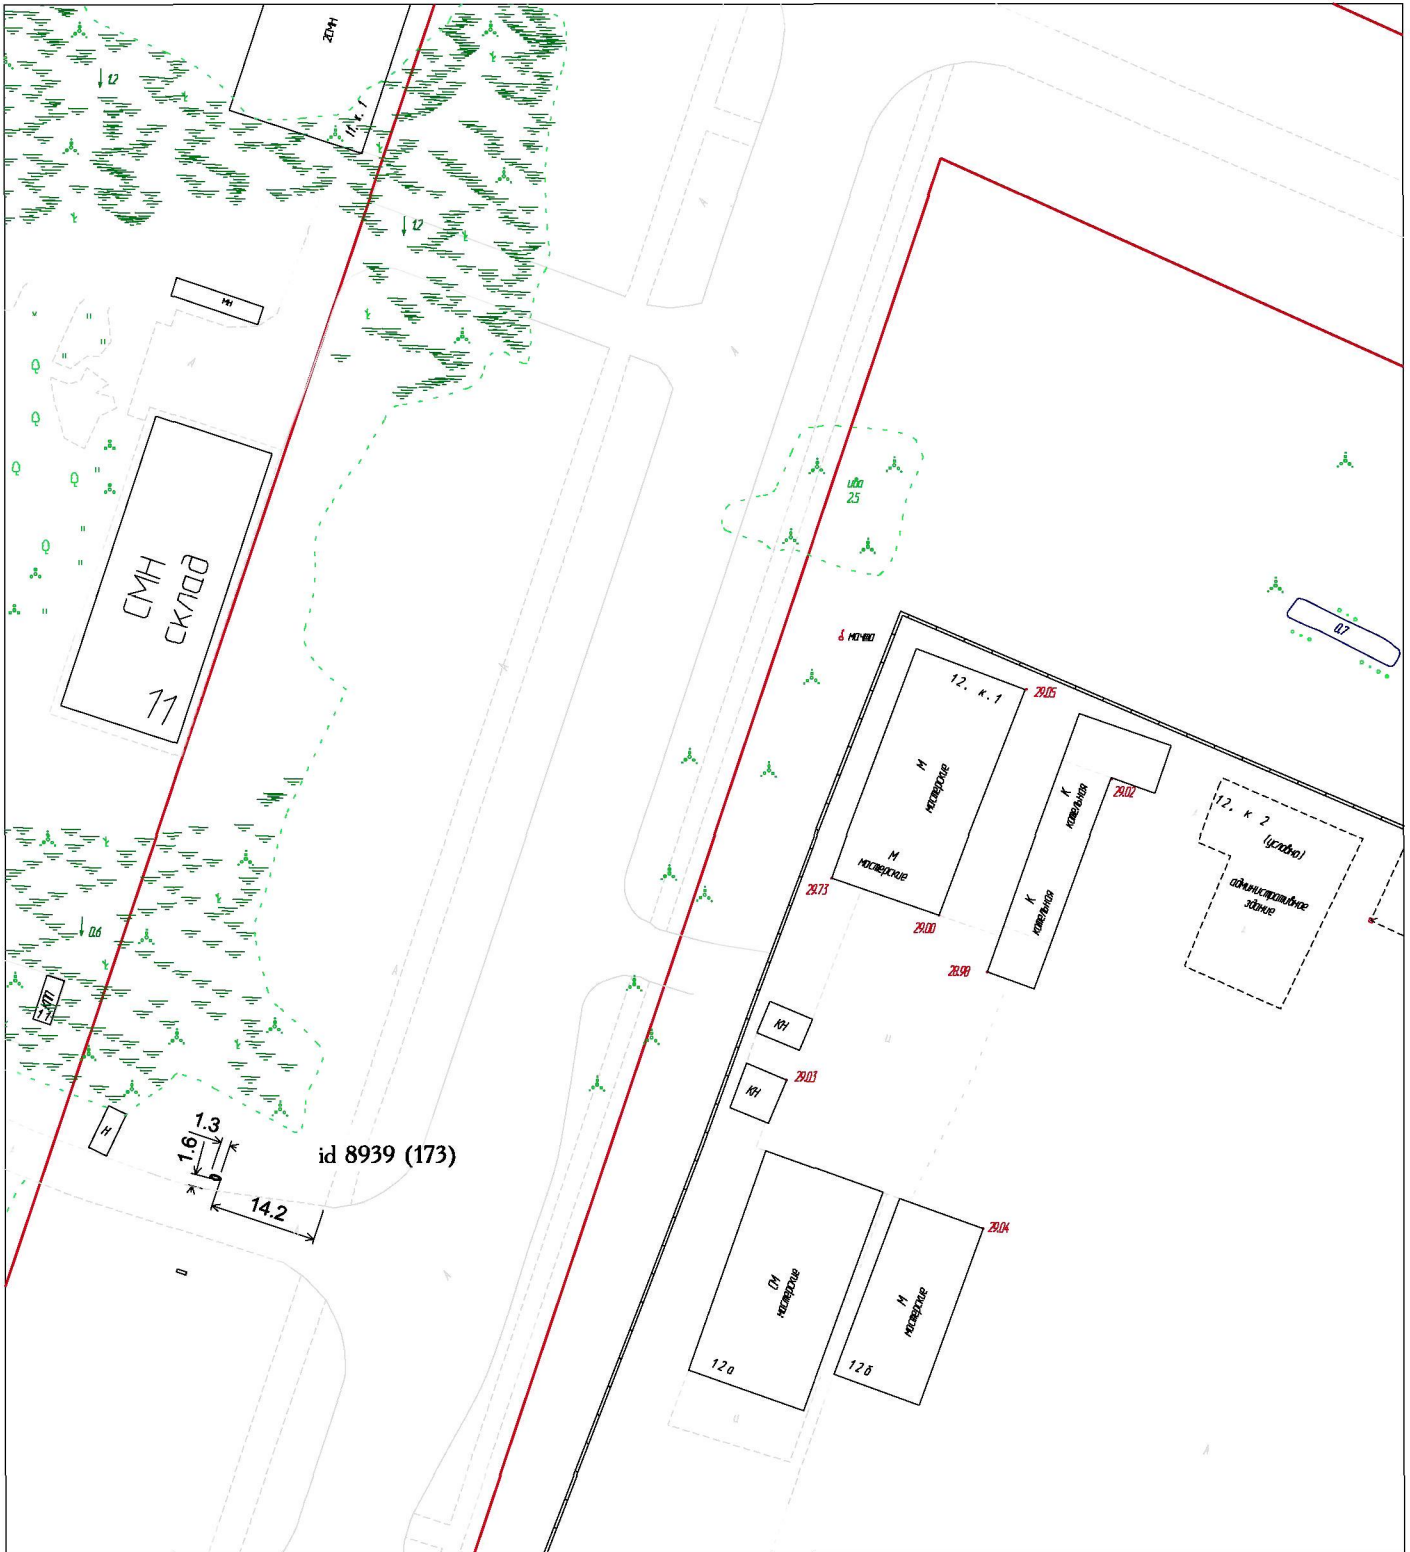 2СМН
11. к. 1
1.2
1.2
МН
СМН
склад
11
ива
2.5
мачта
0.7
12. к.1
29.05
М
мастерские
М
мастерские
29.73
29.00
К
котельная
29.02
К
котельная
28.98
12. к 2
(условно)
административное
здание
0.6
КТП
11
Н
КН
КН
29.03
1.3
1.6
14.2
id 8939 (173)
СМ
мастерские
12а
М
мастерские
12б
29.04